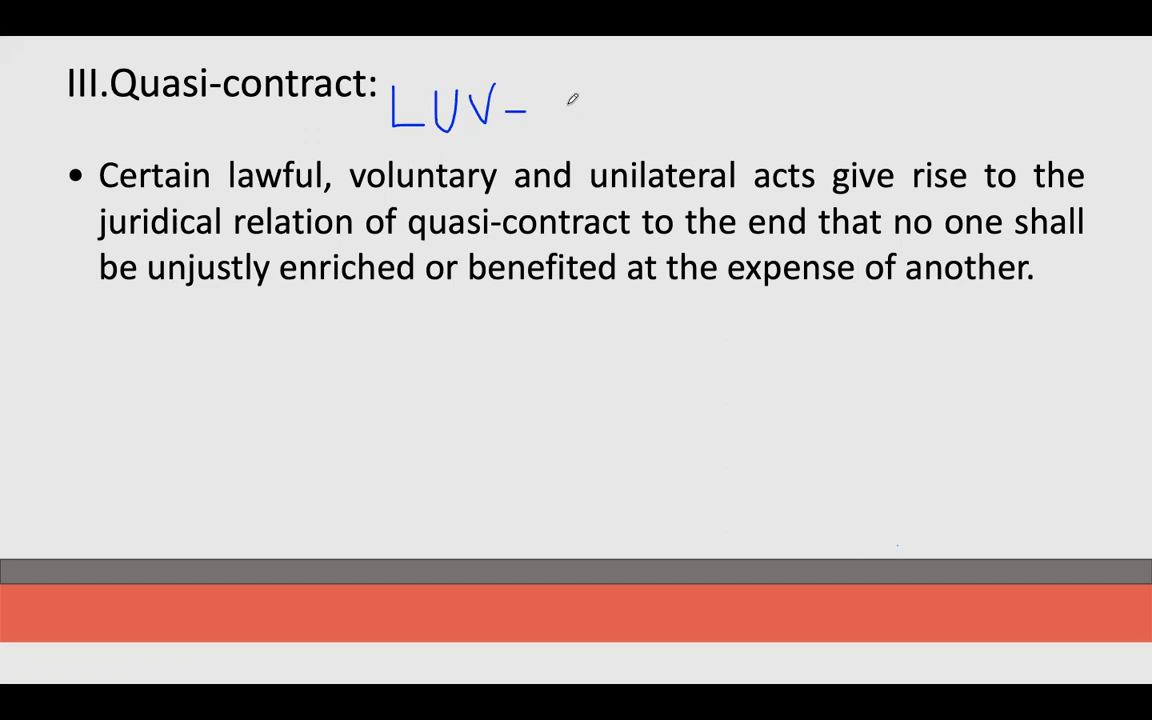 III.Quasi-contract:
LUV-
• Certain lawful, voluntary and unilateral acts give rise to the
juridical relation of quasi-contract to the end that no one shall
be unjustly enriched or benefited at the expense of another.